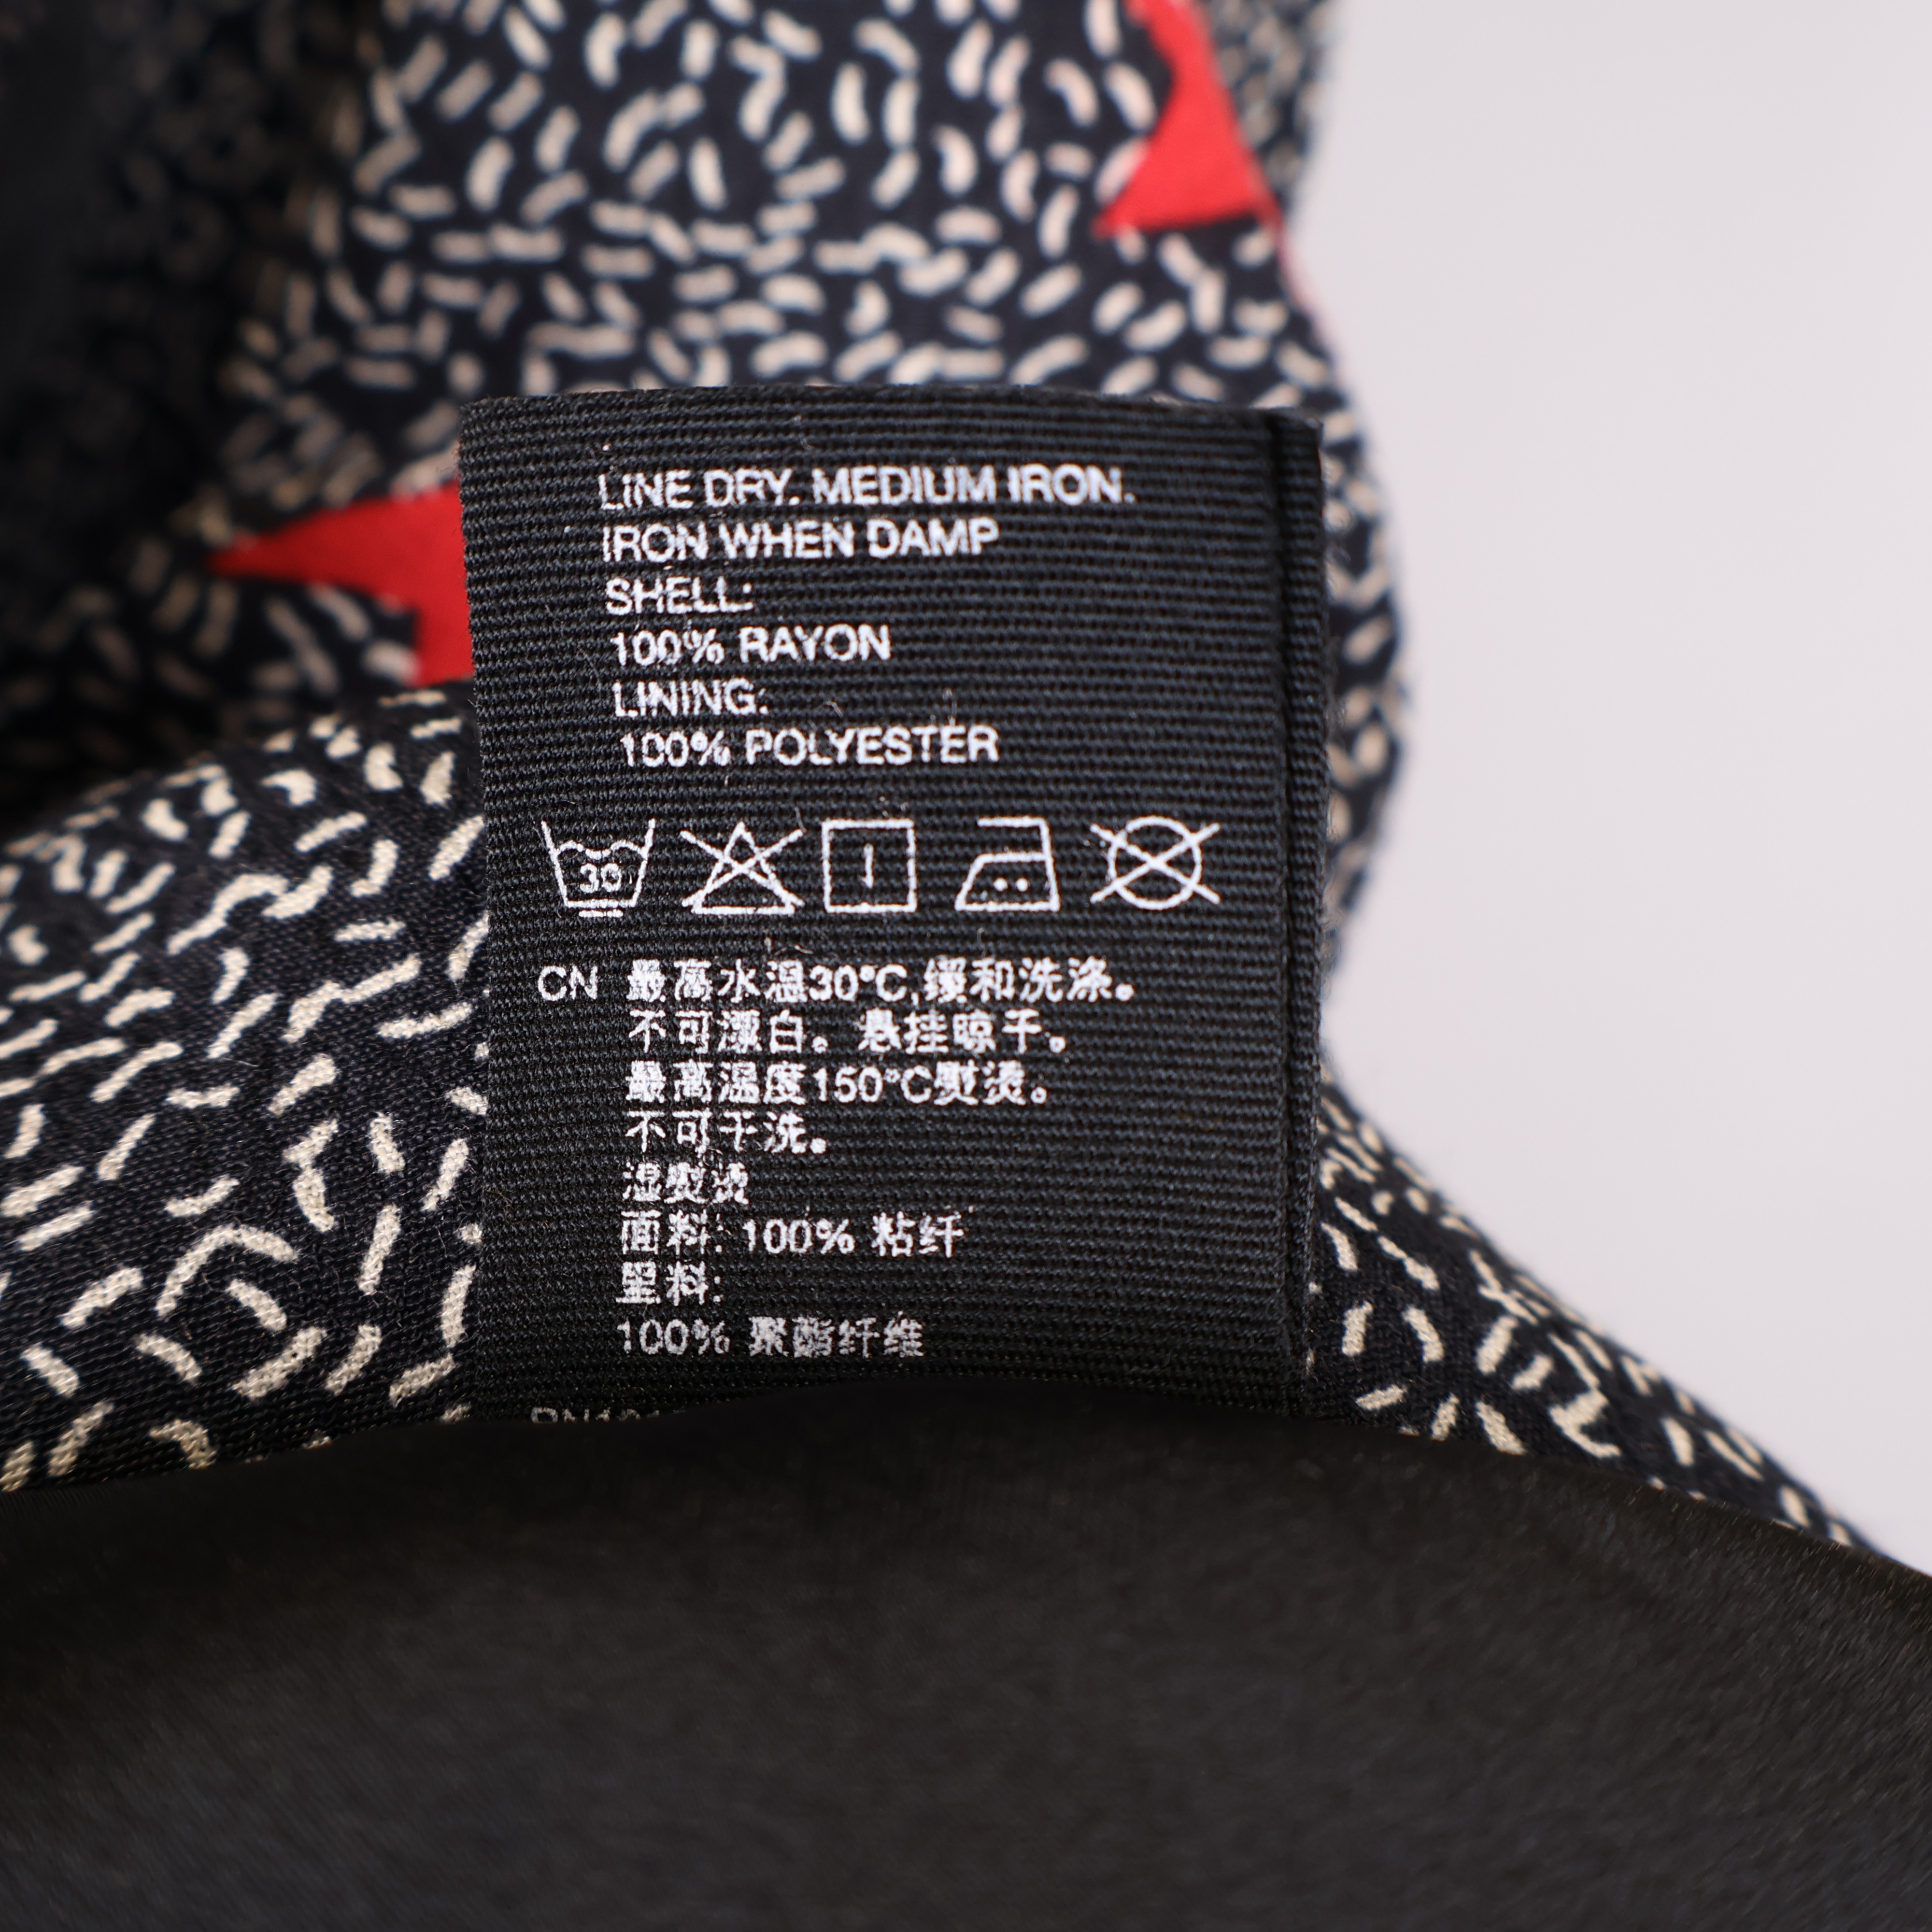 LINE DRY. MEDIUM IRON.
IRON WHEN DAMP
SHELL:
100% RAYON
LINING:
100% POLYESTER
30
CN 最高水温30°C,缓和洗涤。
不可漂白。悬挂晾干。
最高温度150°C熨烫。
不可干洗。
湿熨烫
面料: 100% 粘纤
里料:
100% 聚酯纤维